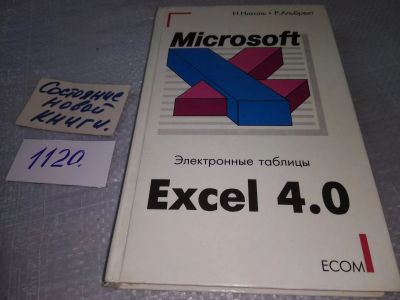 Н.Николь • Р.Альбрехт
Microsoft
Электронные таблицы
Excel 4.0
ECOM
Состояние
новой
книги.
1120.